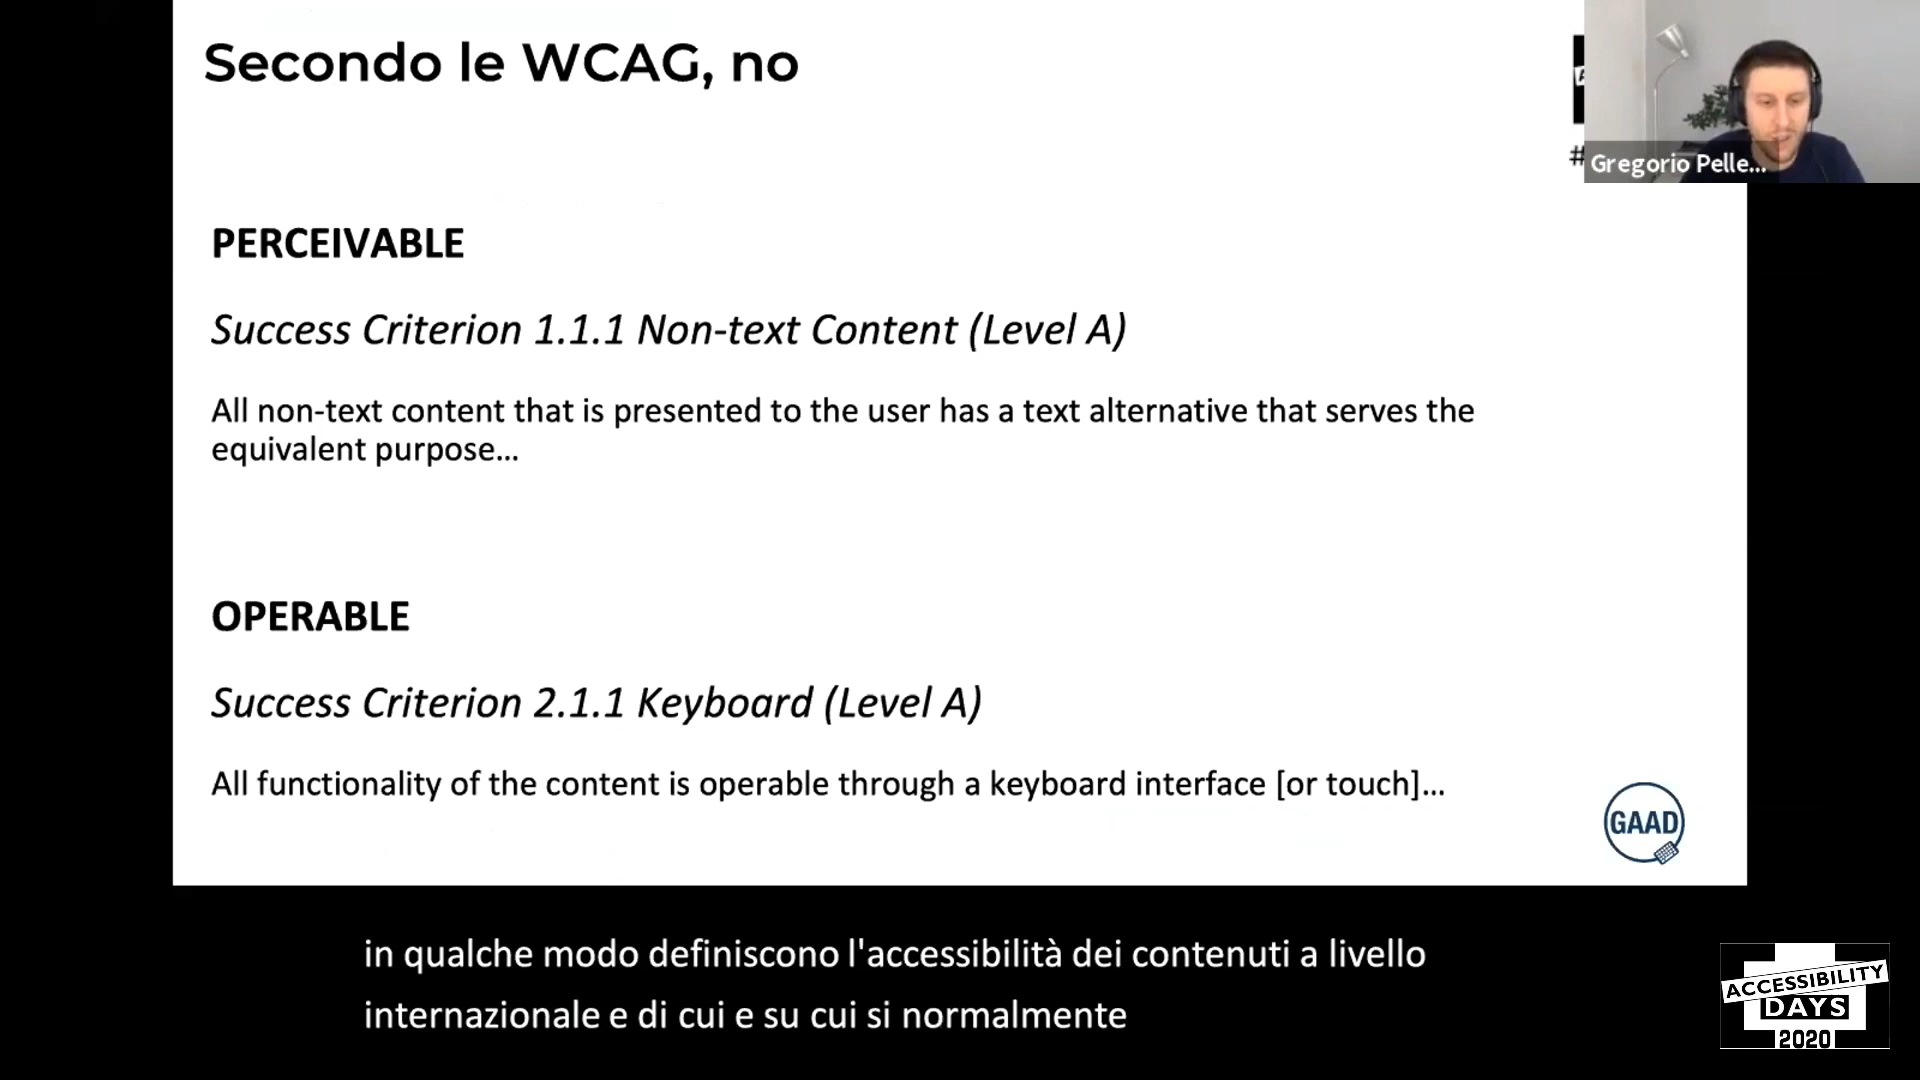 Secondo le WCAG, no
#
Gregorio Pelle...
PERCEIVABLE
Success Criterion 1.1.1 Non-text Content (Level A)
All non-text content that is presented to the user has a text alternative that serves the
equivalent purpose...
OPERABLE
Success Criterion 2.1.1 Keyboard (Level A)
All functionality of the content is operable through a keyboard interface [or touch]...
GAAD
in qualche modo definiscono l'accessibilità dei contenuti a livello
internazionale e di cui e su cui si normalmente
ACCESSIBILITY
DAYS
2020